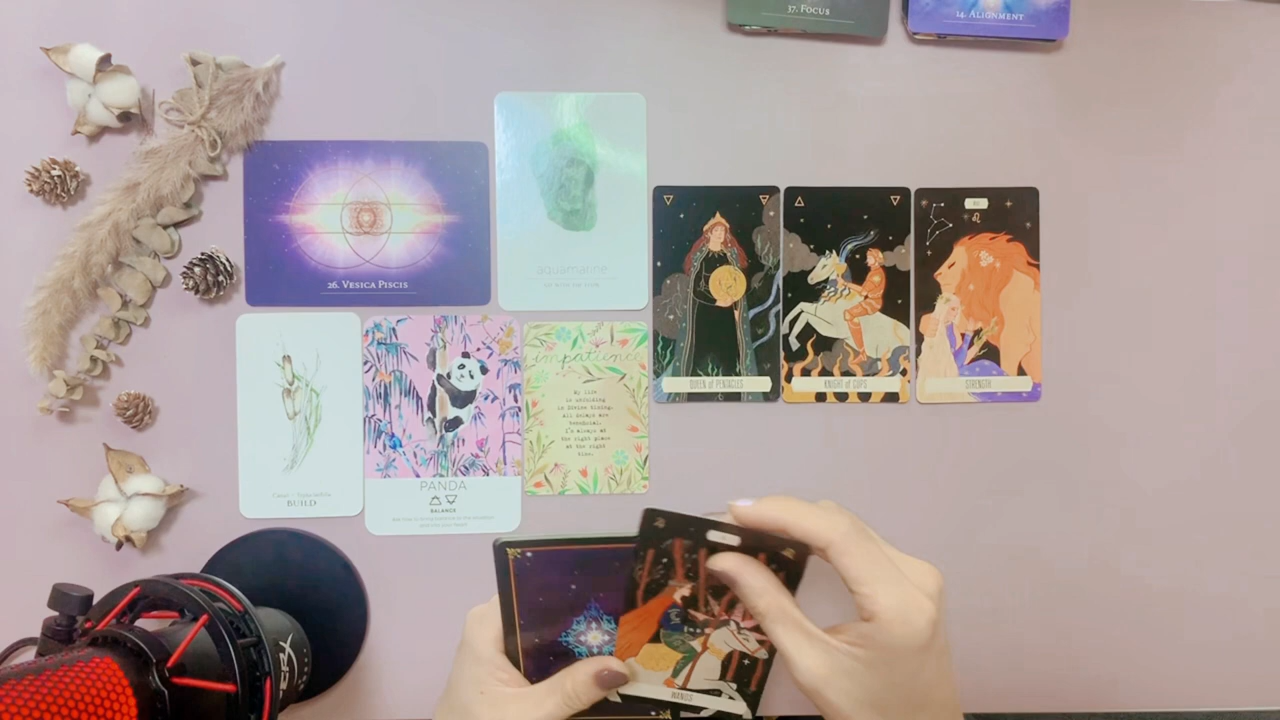 37. FOCUS
14. ALIGNMENT
26. VESICA PISCIS
aquamarine
QUEEN of PENTACLES
KNIGHT of CUPS
STRENGTH
BUILD
PANDA
BALANCE
impatience
My life
is unfolding
in Divine timing.
All delays are
beneficial.
I'm always at
the right place
at the right
time.
WANDS